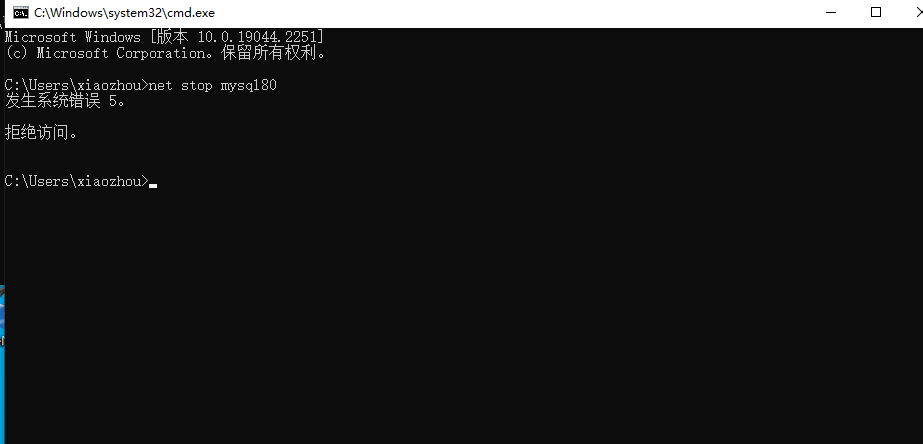 C:\Windows\system32\cmd.exe
Microsoft Windows [版本 10.0.19044.2251]
(c) Microsoft Corporation。保留所有权利。
C:\Users\xiaozhou>net stop mysql80
发生系统错误 5。
拒绝访问。
C:\Users\xiaozhou>